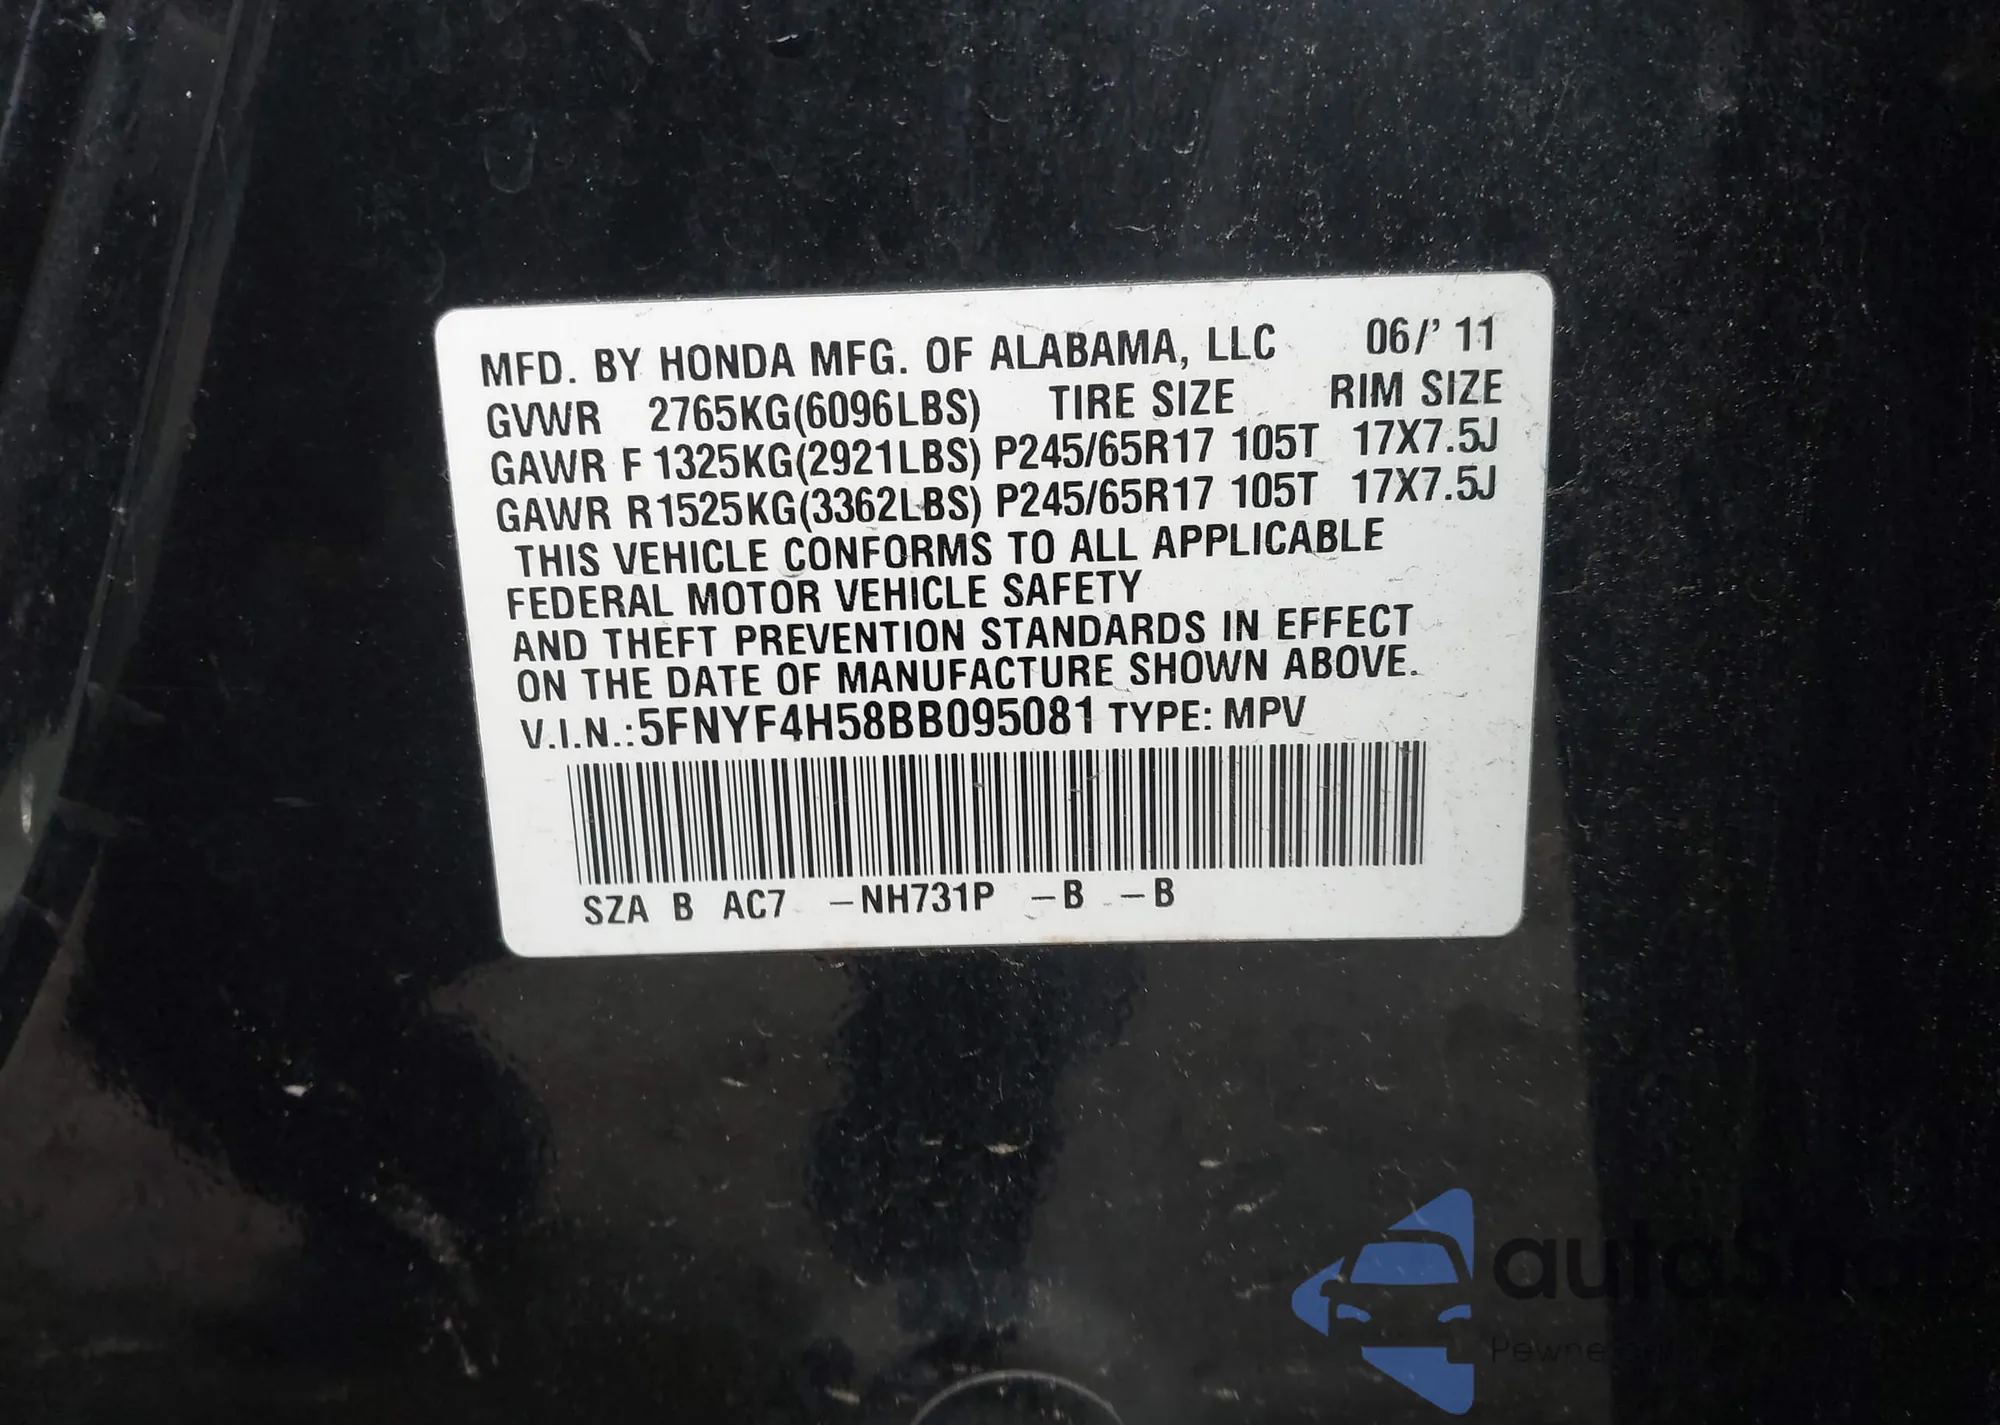 MFD. BY HONDA MFG. OF ALABAMA, LLC 06/'11
GVWR 2765KG(6096LBS) TIRE SIZE RIM SIZE
GAWR F 1325KG(2921LBS) P245/65R17 105T 17X7.5J
GAWR R1525KG(3362LBS) P245/65R17 105T 17X7.5J
THIS VEHICLE CONFORMS TO ALL APPLICABLE
FEDERAL MOTOR VEHICLE SAFETY
AND THEFT PREVENTION STANDARDS IN EFFECT
ON THE DATE OF MANUFACTURE SHOWN ABOVE.
V.I.N.:5FNYF4H58BB095081 TYPE: MPV
SZA B AC7 –NH731P –B –B
autaSnap